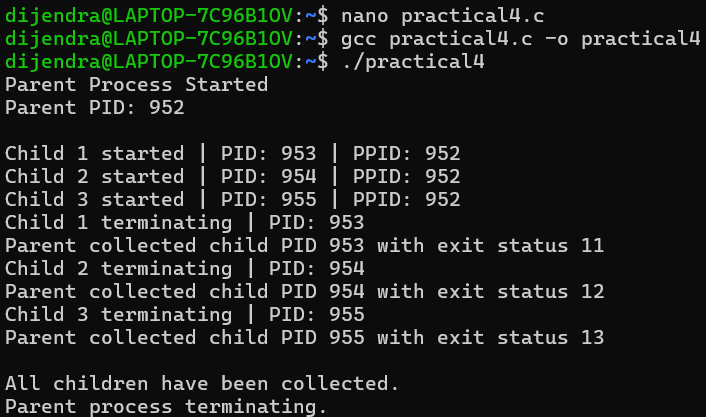 dijendra@LAPTOP-7C96B1OV:~$ nano practical4.c
dijendra@LAPTOP-7C96B1OV:~$ gcc practical4.c -o practical4
dijendra@LAPTOP-7C96B1OV:~$ ./practical4
Parent Process Started
Parent PID: 952

Child 1 started | PID: 953 | PPID: 952
Child 2 started | PID: 954 | PPID: 952
Child 3 started | PID: 955 | PPID: 952
Child 1 terminating | PID: 953
Parent collected child PID 953 with exit status 11
Child 2 terminating | PID: 954
Parent collected child PID 954 with exit status 12
Child 3 terminating | PID: 955
Parent collected child PID 955 with exit status 13

All children have been collected.
Parent process terminating.